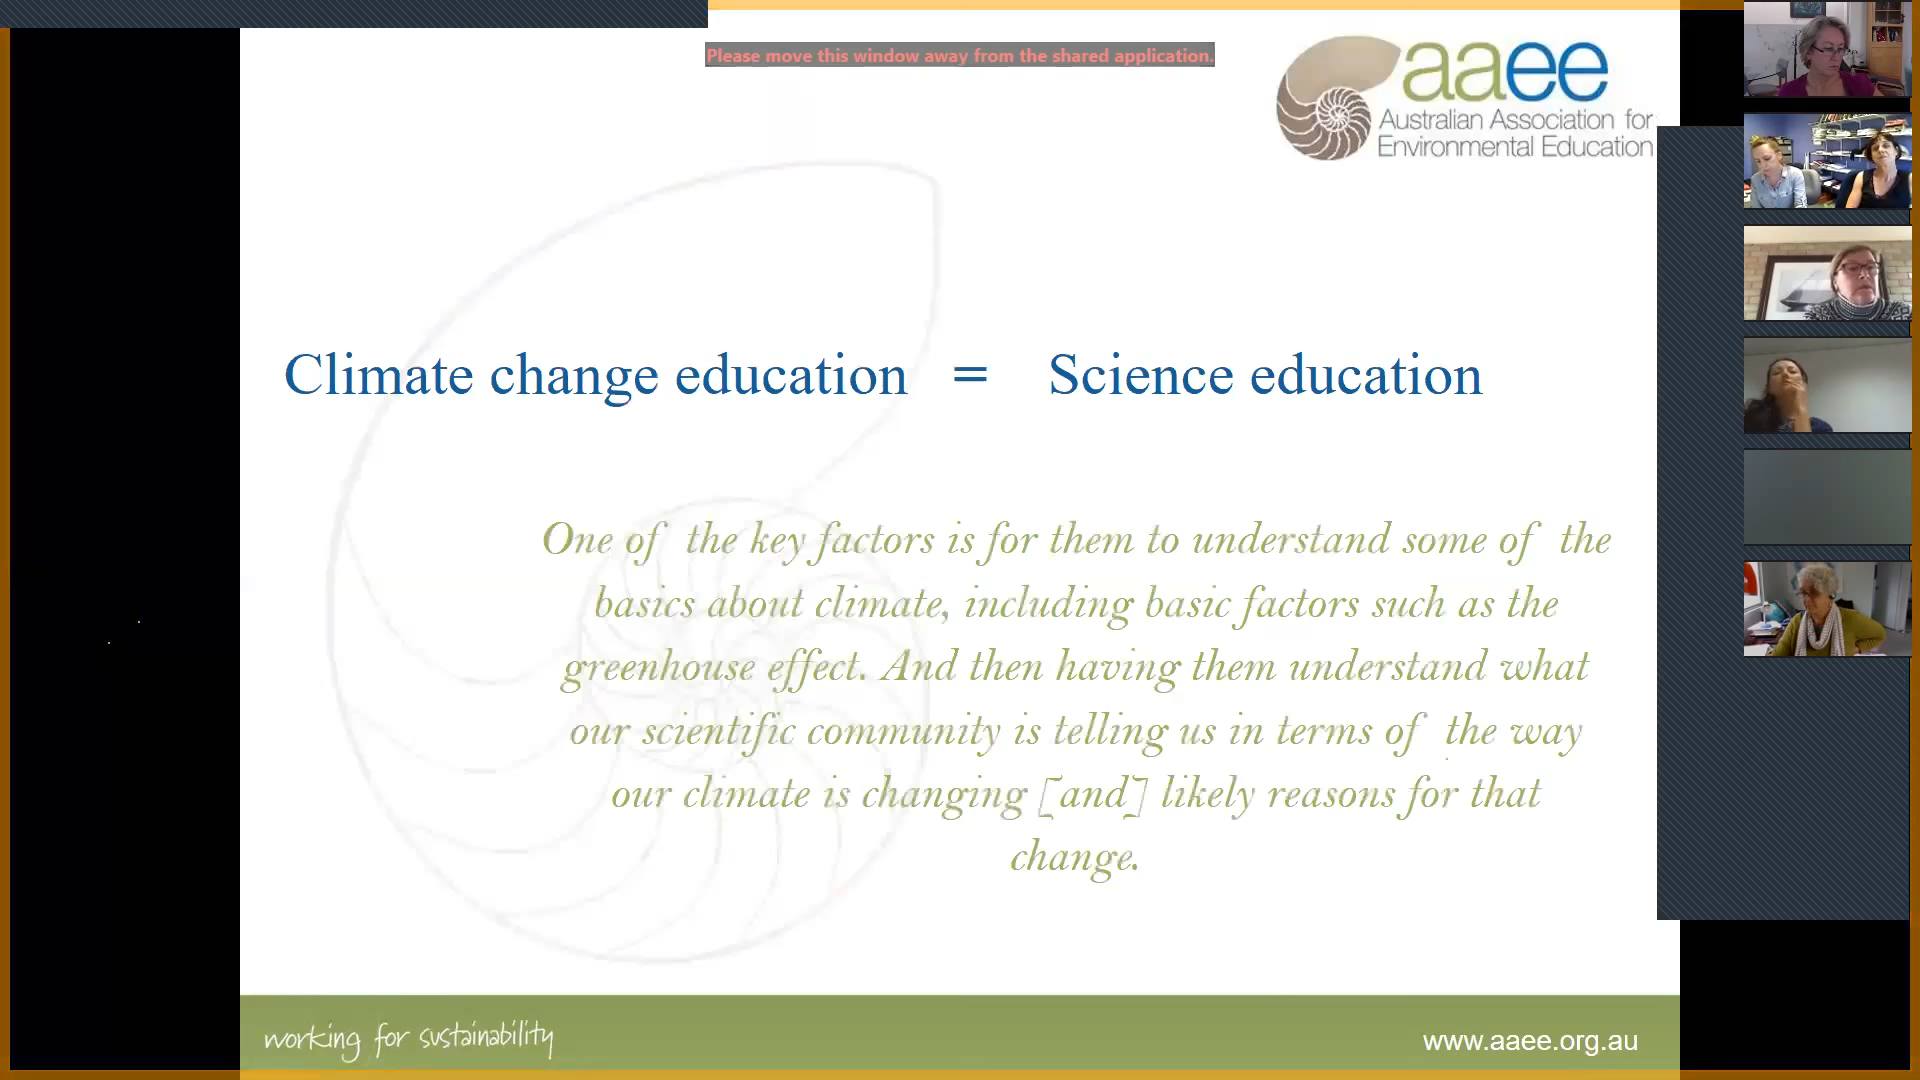 Please move this window away from the shared application.
aaee
Australian Association for
Environmental Education
Climate change education = Science education
One of the key factors is for them to understand some of the
basics about climate, including basic factors such as the
greenhouse effect. And then having them understand what
our scientific community is telling us in terms of the way
our climate is changing [and] likely reasons for that
change.
working for sustainability
www.aaee.org.au